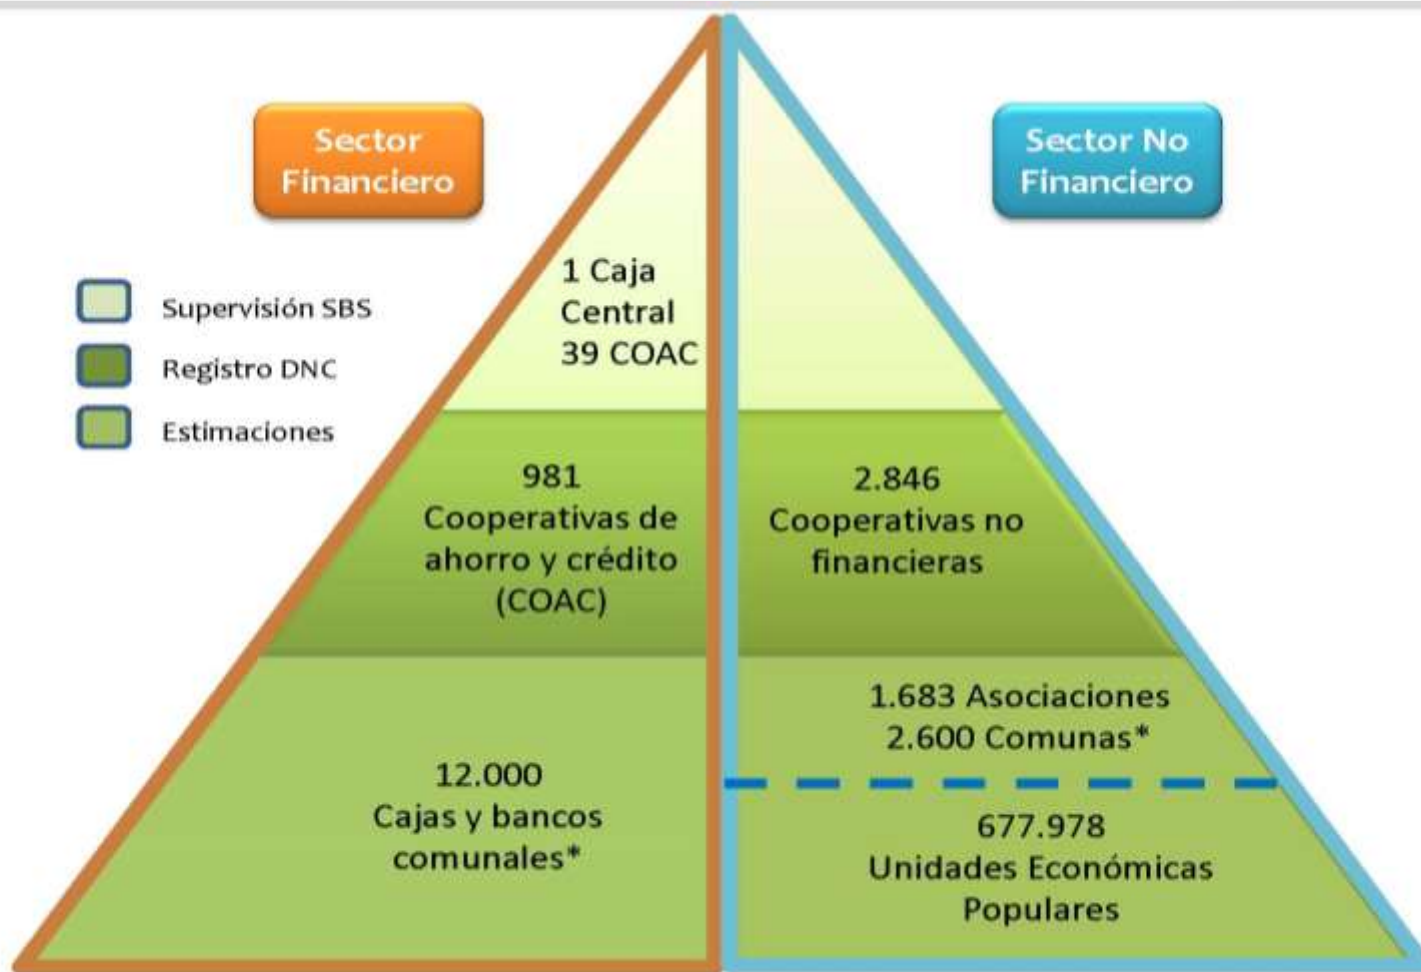 Sector
Financiero
Sector No
Financiero
Supervisión SBS
Registro DNC
Estimaciones
1 Caja
Central
39 COAC
981
Cooperativas de
ahorro y crédito
(COAC)
2.846
Cooperativas no
financieras
12.000
Cajas y bancos
comunales*
1.683 Asociaciones
2.600 Comunas*
677.978
Unidades Económicas
Populares